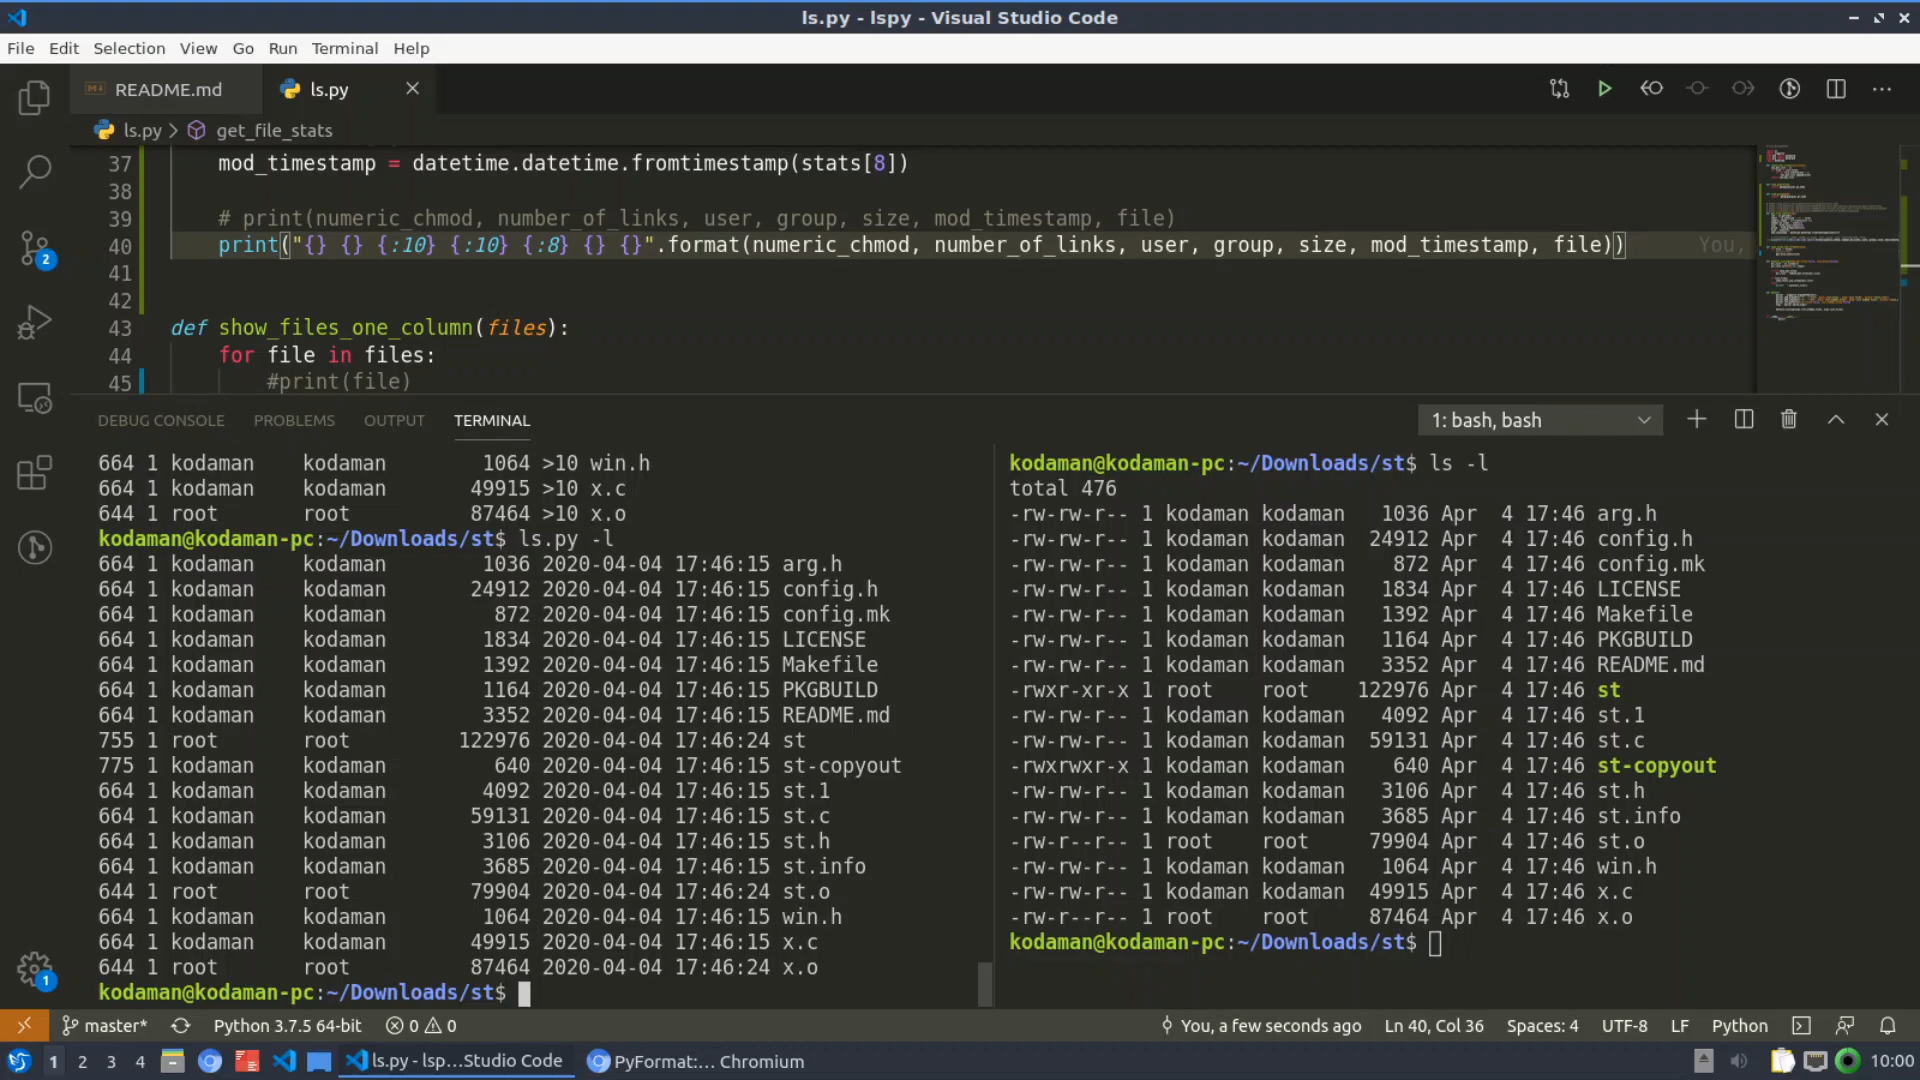 ls.py - lspy - Visual Studio Code
File Edit Selection View Go Run Terminal Help
README.md
ls.py
ls.py > get_file_stats
37 mod_timestamp = datetime.datetime.fromtimestamp(stats[8])
38
39 # print(numeric_chmod, number_of_links, user, group, size, mod_timestamp, file)
40 print("{} {} {:10} {:10} {:8} {} {}".format(numeric_chmod, number_of_links, user, group, size, mod_timestamp, file)) You,
41
42
43 def show_files_one_column(files):
44 for file in files:
45 #print(file)
DEBUG CONSOLE PROBLEMS OUTPUT TERMINAL
1: bash, bash
664 1 kodaman kodaman 1064 >10 win.h
664 1 kodaman kodaman 49915 >10 x.c
644 1 root root 87464 >10 x.o
kodaman@kodaman-pc:~/Downloads/st$ ls.py -l
664 1 kodaman kodaman 1036 2020-04-04 17:46:15 arg.h
664 1 kodaman kodaman 24912 2020-04-04 17:46:15 config.h
664 1 kodaman kodaman 872 2020-04-04 17:46:15 config.mk
664 1 kodaman kodaman 1834 2020-04-04 17:46:15 LICENSE
664 1 kodaman kodaman 1392 2020-04-04 17:46:15 Makefile
664 1 kodaman kodaman 1164 2020-04-04 17:46:15 PKGBUILD
664 1 kodaman kodaman 3352 2020-04-04 17:46:15 README.md
755 1 root root 122976 2020-04-04 17:46:24 st
775 1 kodaman kodaman 640 2020-04-04 17:46:15 st-copyout
664 1 kodaman kodaman 4092 2020-04-04 17:46:15 st.1
664 1 kodaman kodaman 59131 2020-04-04 17:46:15 st.c
664 1 kodaman kodaman 3106 2020-04-04 17:46:15 st.h
664 1 kodaman kodaman 3685 2020-04-04 17:46:15 st.info
644 1 root root 79904 2020-04-04 17:46:24 st.o
664 1 kodaman kodaman 1064 2020-04-04 17:46:15 win.h
664 1 kodaman kodaman 49915 2020-04-04 17:46:15 x.c
644 1 root root 87464 2020-04-04 17:46:24 x.o
kodaman@kodaman-pc:~/Downloads/st$
kodaman@kodaman-pc:~/Downloads/st$ ls -l
total 476
-rw-rw-r-- 1 kodaman kodaman 1036 Apr 4 17:46 arg.h
-rw-rw-r-- 1 kodaman kodaman 24912 Apr 4 17:46 config.h
-rw-rw-r-- 1 kodaman kodaman 872 Apr 4 17:46 config.mk
-rw-rw-r-- 1 kodaman kodaman 1834 Apr 4 17:46 LICENSE
-rw-rw-r-- 1 kodaman kodaman 1392 Apr 4 17:46 Makefile
-rw-rw-r-- 1 kodaman kodaman 1164 Apr 4 17:46 PKGBUILD
-rw-rw-r-- 1 kodaman kodaman 3352 Apr 4 17:46 README.md
-rwxr-xr-x 1 root root 122976 Apr 4 17:46 st
-rw-rw-r-- 1 kodaman kodaman 4092 Apr 4 17:46 st.1
-rw-rw-r-- 1 kodaman kodaman 59131 Apr 4 17:46 st.c
-rwxrwxr-x 1 kodaman kodaman 640 Apr 4 17:46 st-copyout
-rw-rw-r-- 1 kodaman kodaman 3106 Apr 4 17:46 st.h
-rw-rw-r-- 1 kodaman kodaman 3685 Apr 4 17:46 st.info
-rw-r--r-- 1 root root 79904 Apr 4 17:46 st.o
-rw-rw-r-- 1 kodaman kodaman 1064 Apr 4 17:46 win.h
-rw-rw-r-- 1 kodaman kodaman 49915 Apr 4 17:46 x.c
-rw-r--r-- 1 root root 87464 Apr 4 17:46 x.o
kodaman@kodaman-pc:~/Downloads/st$
2
1
master* Python 3.7.5 64-bit 0 0 You, a few seconds ago Ln 40, Col 36 Spaces: 4 UTF-8 LF Python
1 2 3 4 ls.py - lsp...Studio Code PyFormat:... Chromium 10:00